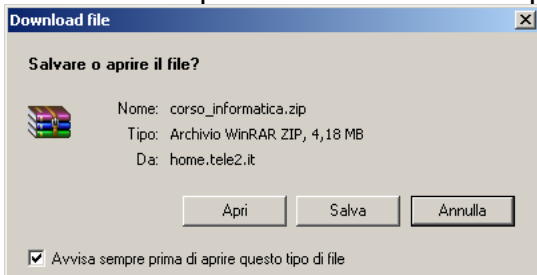 Download file
Salvare o aprire il file?
Nome: corso_informatica.zip
Tipo: Archivio WinRAR ZIP, 4,18 MB
Da: home.tele2.it
Apri Salva Annulla
Avvisa sempre prima di aprire questo tipo di file